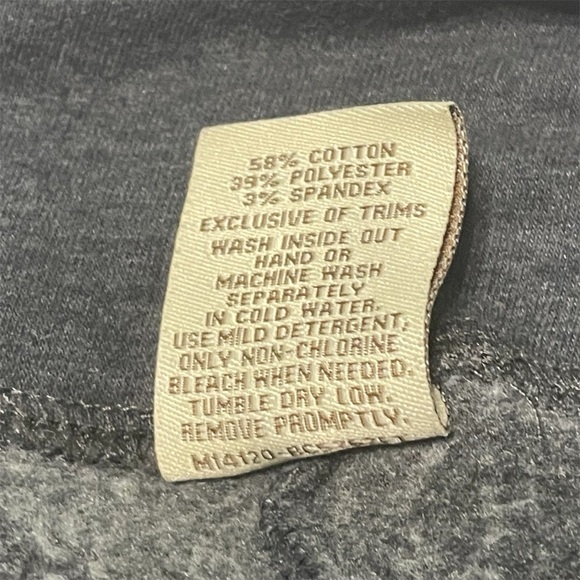 58% COTTON
39% POLYESTER
3% SPANDEX
EXCLUSIVE OF TRIMS
WASH INSIDE OUT
HAND OR
MACHINE WASH
SEPARATELY
IN COLD WATER.
USE MILD DETERGENT,
ONLY NON-CHLORINE
BLEACH WHEN NEEDED.
TUMBLE DRY LOW.
REMOVE PROMPTLY.